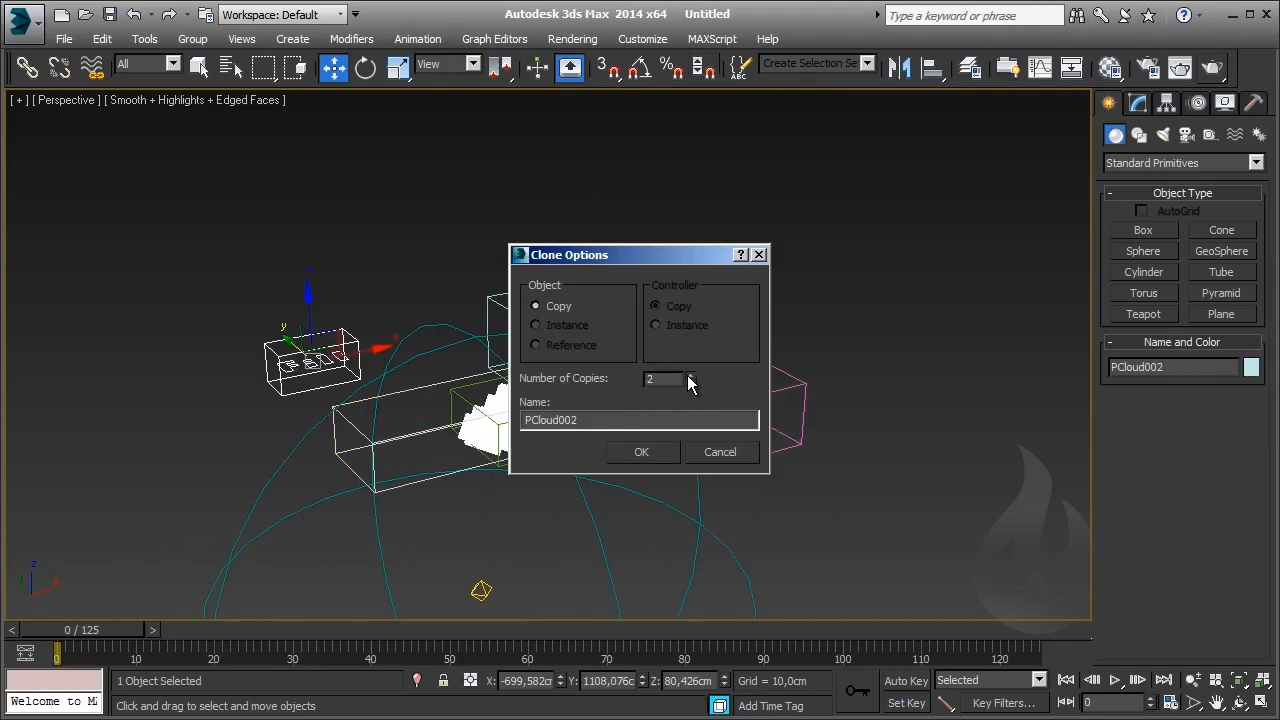 Workspace: Default
Autodesk 3ds Max 2014 x64 Untitled
Type a keyword or phrase
File Edit Tools Group Views Create Modifiers Animation Graph Editors Rendering Customize MAXScript Help
All
View
3
%
ABC
Create Selection Se
[ + ] [ Perspective ] [ Smooth + Highlights + Edged Faces ]
Standard Primitives
- Object Type
AutoGrid
Box Cone
Sphere GeoSphere
Cylinder Tube
Torus Pyramid
Teapot Plane
- Name and Color
PCloud002
Clone Options
Object
Copy
Instance
Reference
Controller
Copy
Instance
Number of Copies: 2
Name:
PCloud002
OK Cancel
z
y
x
z
< 0 / 125 >
0 10 20 30 40 50 60 70 80 90 100 110 120
1 Object Selected
X: -699,582cm Y: 1108,076cm Z: 80,426cm Grid = 10,0cm
Auto Key Selected
Welcome to M
Click and drag to select and move objects
Add Time Tag
Set Key Key Filters... 0